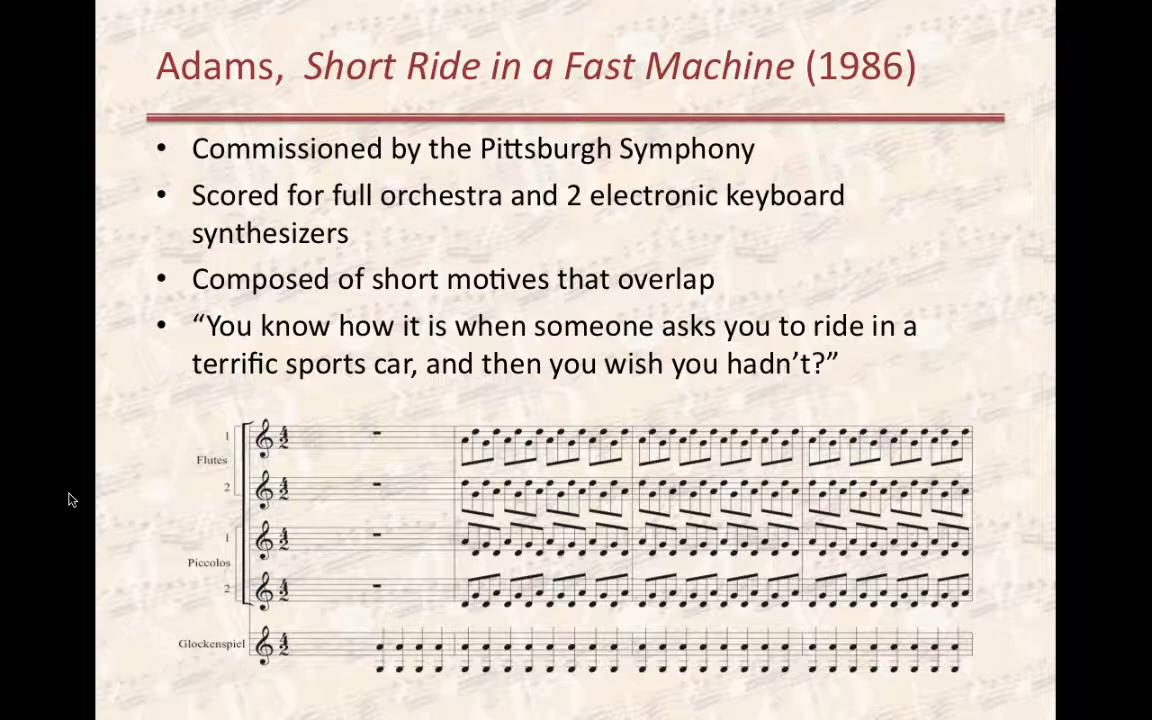 Adams, Short Ride in a Fast Machine (1986)
• Commissioned by the Pittsburgh Symphony
• Scored for full orchestra and 2 electronic keyboard
synthesizers
• Composed of short motives that overlap
• “You know how it is when someone asks you to ride in a
terrific sports car, and then you wish you hadn’t?”
1
Flutes
2
1
Piccolos
2
Glockenspiel